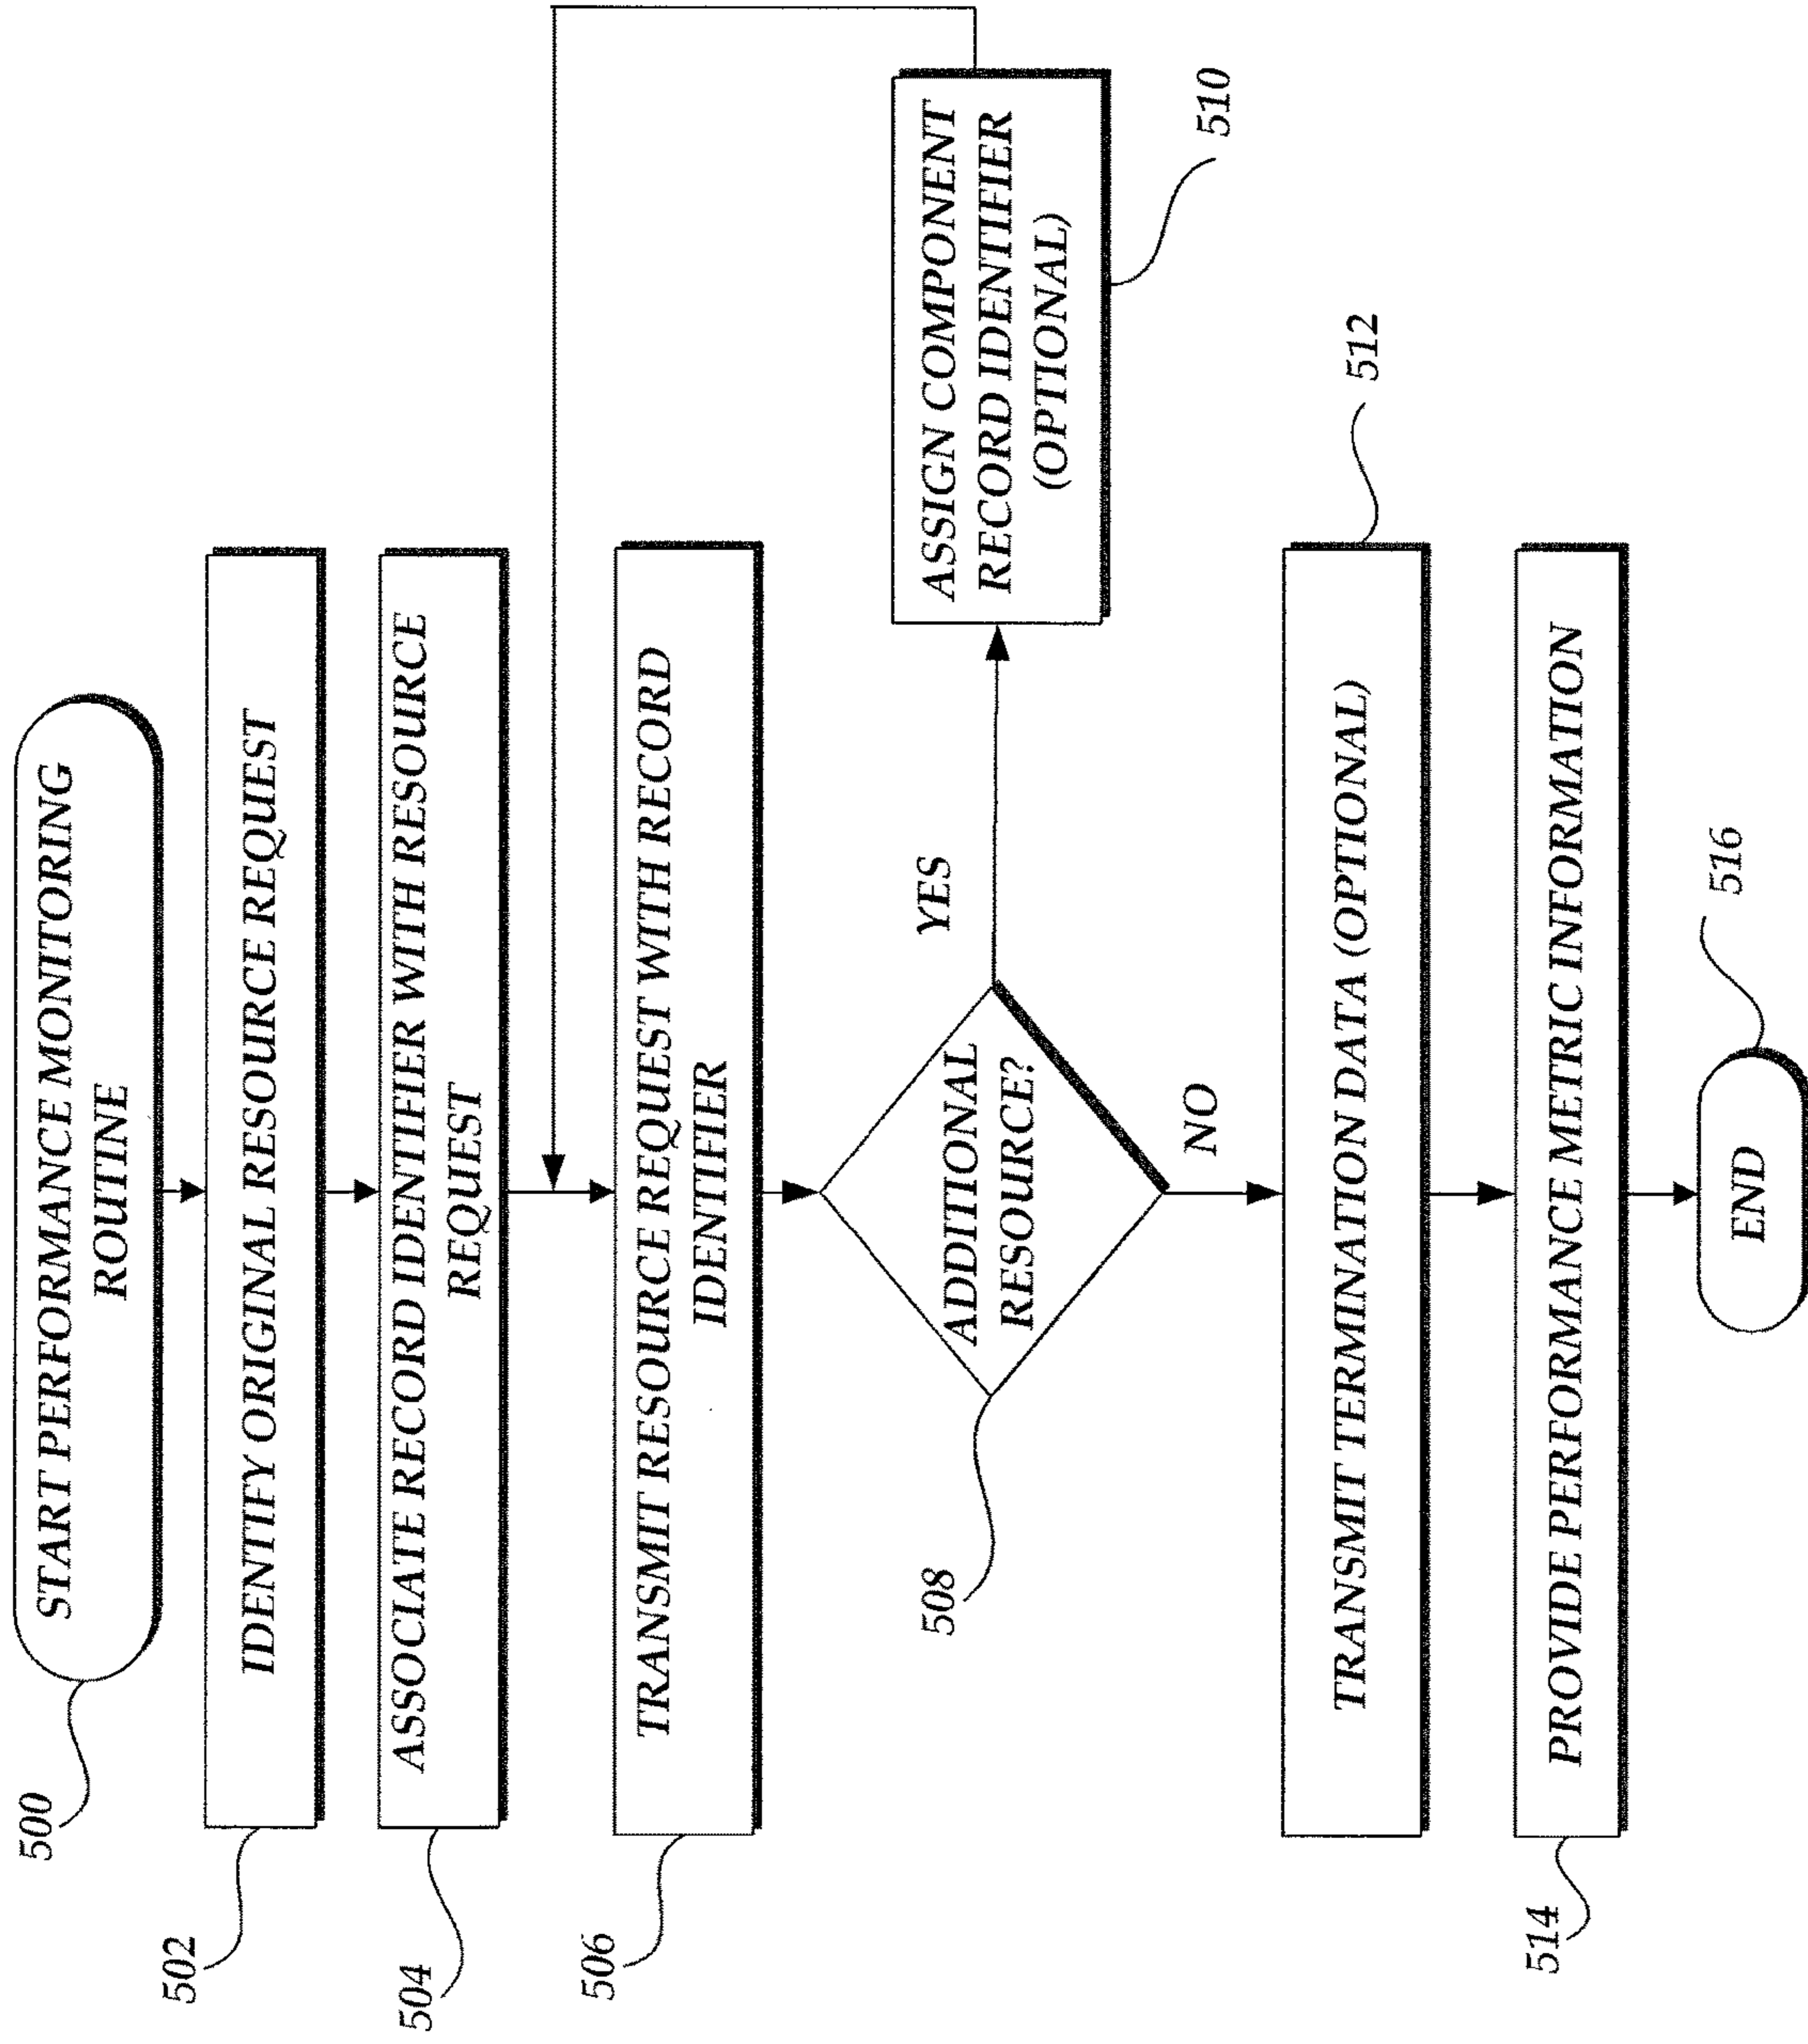 500
START PERFORMANCE MONITORING
ROUTINE
502
IDENTIFY ORIGINAL RESOURCE REQUEST
504
ASSOCIATE RECORD IDENTIFIER WITH RESOURCE
REQUEST
506
TRANSMIT RESOURCE REQUEST WITH RECORD
IDENTIFIER
508
ADDITIONAL
RESOURCE?
YES
ASSIGN COMPONENT
RECORD IDENTIFIER
(OPTIONAL)
510
NO
TRANSMIT TERMINATION DATA (OPTIONAL)
512
514
PROVIDE PERFORMANCE METRIC INFORMATION
END
516